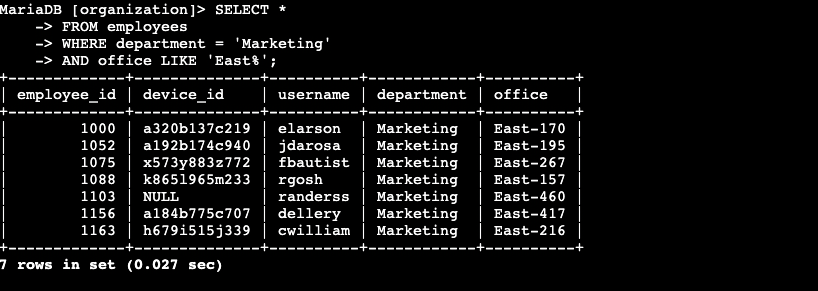 MariaDB [organization]> SELECT *
    -> FROM employees
    -> WHERE department = 'Marketing'
    -> AND office LIKE 'East%';
+-------------+--------------+----------+------------+----------+
| employee_id | device_id    | username | department | office   |
+-------------+--------------+----------+------------+----------+
|        1000 | a320b137c219 | elarson  | Marketing  | East-170 |
|        1052 | a192b174c940 | jdarosa  | Marketing  | East-195 |
|        1075 | x573y883z772 | fbautist | Marketing  | East-267 |
|        1088 | k865l965m233 | rgosh    | Marketing  | East-157 |
|        1103 | NULL         | randerss | Marketing  | East-460 |
|        1156 | a184b775c707 | dellery  | Marketing  | East-417 |
|        1163 | h679i515j339 | cwilliam | Marketing  | East-216 |
+-------------+--------------+----------+------------+----------+
7 rows in set (0.027 sec)